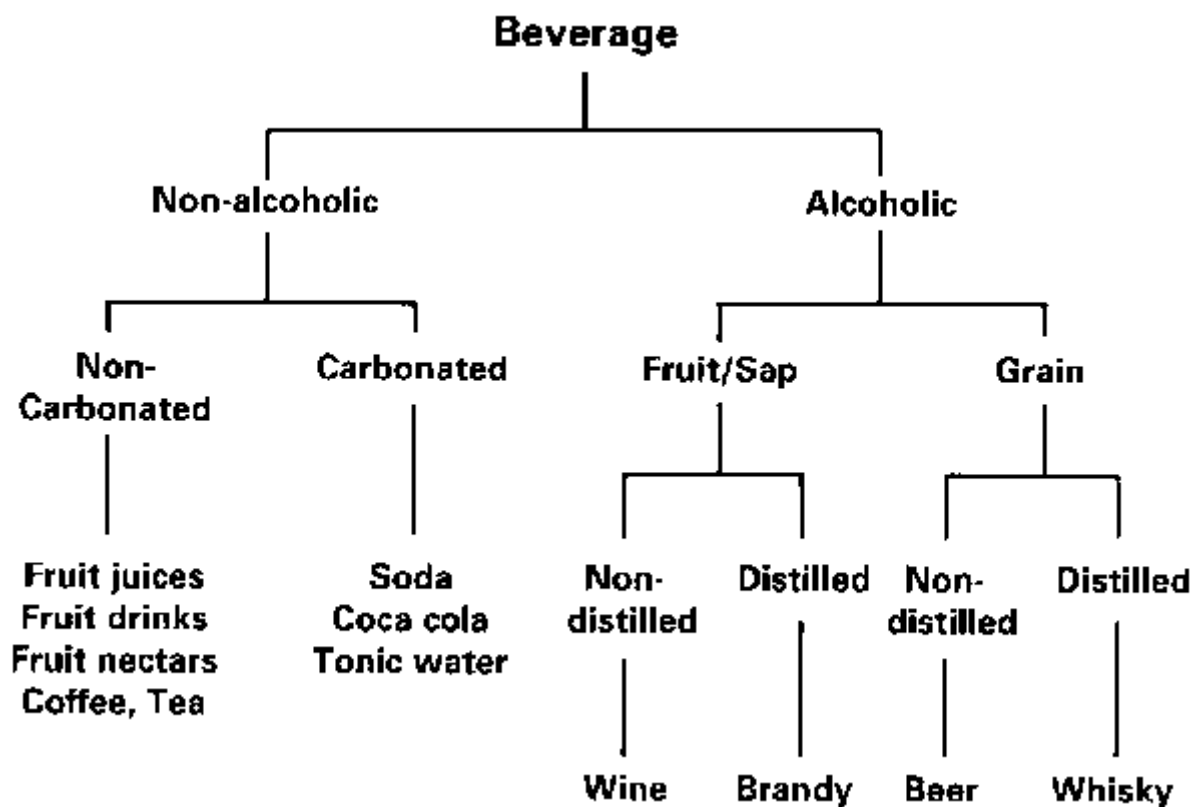 Beverage
Non-alcoholic
Alcoholic
Non-
Carbonated
Carbonated
Fruit/Sap
Grain
Fruit juices
Fruit drinks
Fruit nectars
Coffee, Tea
Soda
Coca cola
Tonic water
Non-
distilled
Distilled
Non-
distilled
Distilled
Wine
Brandy
Beer
Whisky